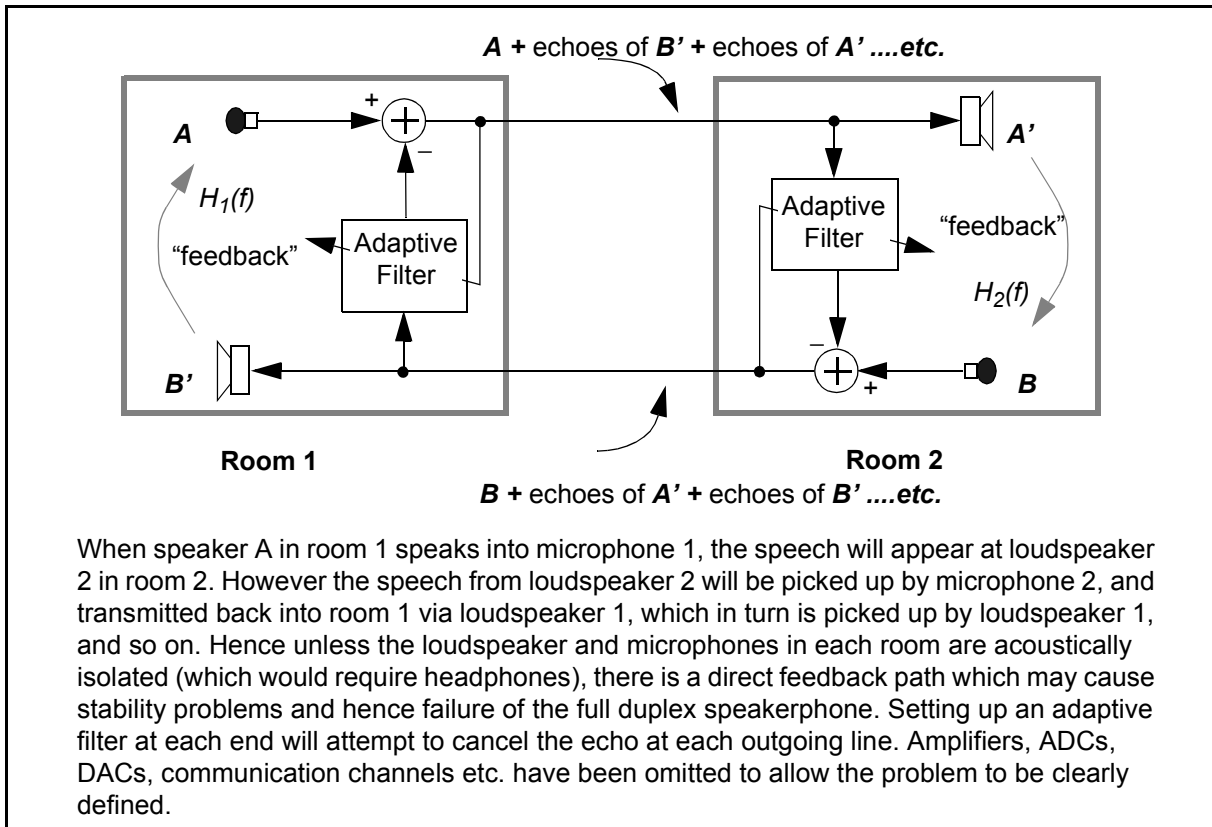 A + echoes of B’ + echoes of A’ ....etc.
A
+
–
A’
H1(f)
“feedback”
Adaptive
Filter
Adaptive
Filter
“feedback”
H2(f)
B’
–
+
B
Room 1
Room 2
B + echoes of A’ + echoes of B’ ....etc.
When speaker A in room 1 speaks into microphone 1, the speech will appear at loudspeaker
2 in room 2. However the speech from loudspeaker 2 will be picked up by microphone 2, and
transmitted back into room 1 via loudspeaker 1, which in turn is picked up by loudspeaker 1,
and so on. Hence unless the loudspeaker and microphones in each room are acoustically
isolated (which would require headphones), there is a direct feedback path which may cause
stability problems and hence failure of the full duplex speakerphone. Setting up an adaptive
filter at each end will attempt to cancel the echo at each outgoing line. Amplifiers, ADCs,
DACs, communication channels etc. have been omitted to allow the problem to be clearly
defined.